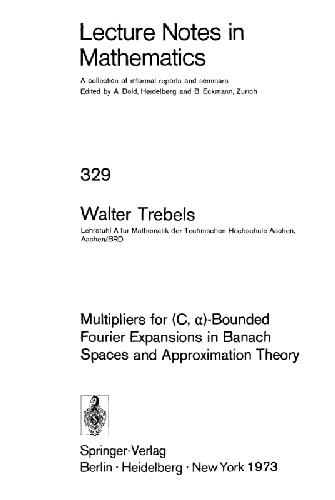 Lecture Notes in
Mathematics
A collection of informal reports and seminars
Edited by A. Dold, Heidelberg and B. Eckmann, Zürich
329
Walter Trebels
Lehrstuhl A für Mathematik der Technischen Hochschule Aachen,
Aachen/BRD
Multipliers for (C, α)-Bounded
Fourier Expansions in Banach
Spaces and Approximation Theory
Springer-Verlag
Berlin · Heidelberg · New York 1973